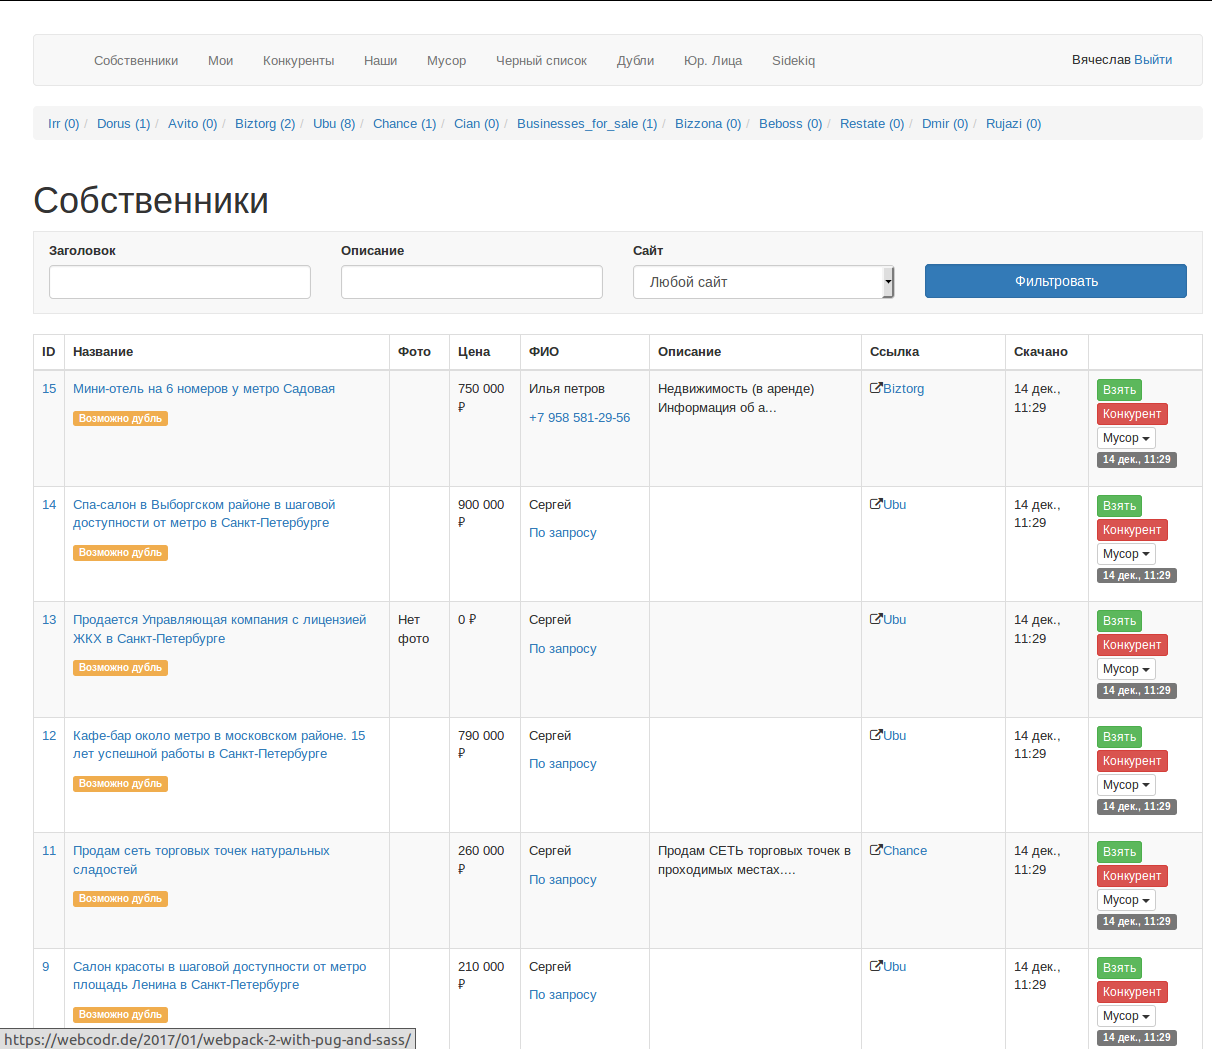 Собственники Мои Конкуренты Наши Мусор Черный список Дубли Юр. Лица Sidekiq Вячеслав Выйти
Irr (0) / Dorus (1) / Avito (0) / Biztorg (2) / Ubu (8) / Chance (1) / Cian (0) / Businesses_for_sale (1) / Bizzona (0) / Beboss (0) / Restate (0) / Dmir (0) / Rujazi (0)
Собственники
Заголовок Описание Сайт
Любой сайт Фильтровать
ID Название Фото Цена ФИО Описание Ссылка Скачано
15 Мини-отель на 6 номеров у метро Садовая 750 000 Илья петров Недвижимость (в аренде) Biztorg 14 дек., Взять
₽ Информация об а... 11:29
Возможно дубль +7 958 581-29-56 Конкурент
Мусор
14 дек., 11:29
14 Спа-салон в Выборгском районе в шаговой 900 000 Сергей Ubu 14 дек., Взять
доступности от метро в Санкт-Петербурге ₽ 11:29
По запросу Конкурент
Возможно дубль Мусор
14 дек., 11:29
13 Продается Управляющая компания с лицензией Нет 0 ₽ Сергей Ubu 14 дек., Взять
ЖКХ в Санкт-Петербурге фото 11:29
По запросу Конкурент
Возможно дубль Мусор
14 дек., 11:29
12 Кафе-бар около метро в московском районе. 15 790 000 Сергей Ubu 14 дек., Взять
лет успешной работы в Санкт-Петербурге ₽ 11:29
По запросу Конкурент
Возможно дубль Мусор
14 дек., 11:29
11 Продам сеть торговых точек натуральных 260 000 Сергей Продам СЕТЬ торговых точек в Chance 14 дек., Взять
сладостей ₽ проходимых местах.... 11:29
По запросу Конкурент
Возможно дубль Мусор
14 дек., 11:29
9 Салон красоты в шаговой доступности от метро 210 000 Сергей Ubu 14 дек., Взять
площадь Ленина в Санкт-Петербурге ₽ 11:29
По запросу Конкурент
Возможно дубль Мусор
14 дек., 11:29
https://webcodr.de/2017/01/webpack-2-with-pug-and-sass/